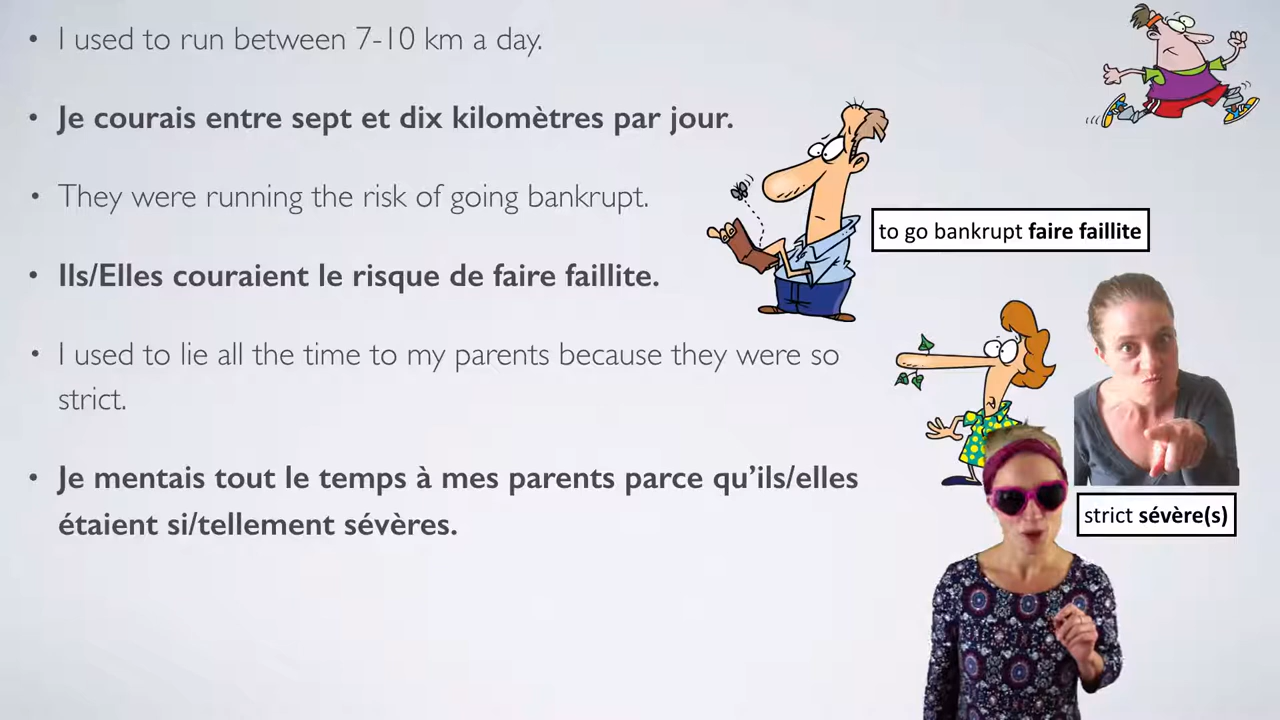 • I used to run between 7-10 km a day.
• Je courais entre sept et dix kilomètres par jour.
• They were running the risk of going bankrupt.
to go bankrupt faire faillite
• Ils/Elles couraient le risque de faire faillite.
• I used to lie all the time to my parents because they were so
strict.
• Je mentais tout le temps à mes parents parce qu’ils/elles
étaient si/tellement sévères.
strict sévère(s)